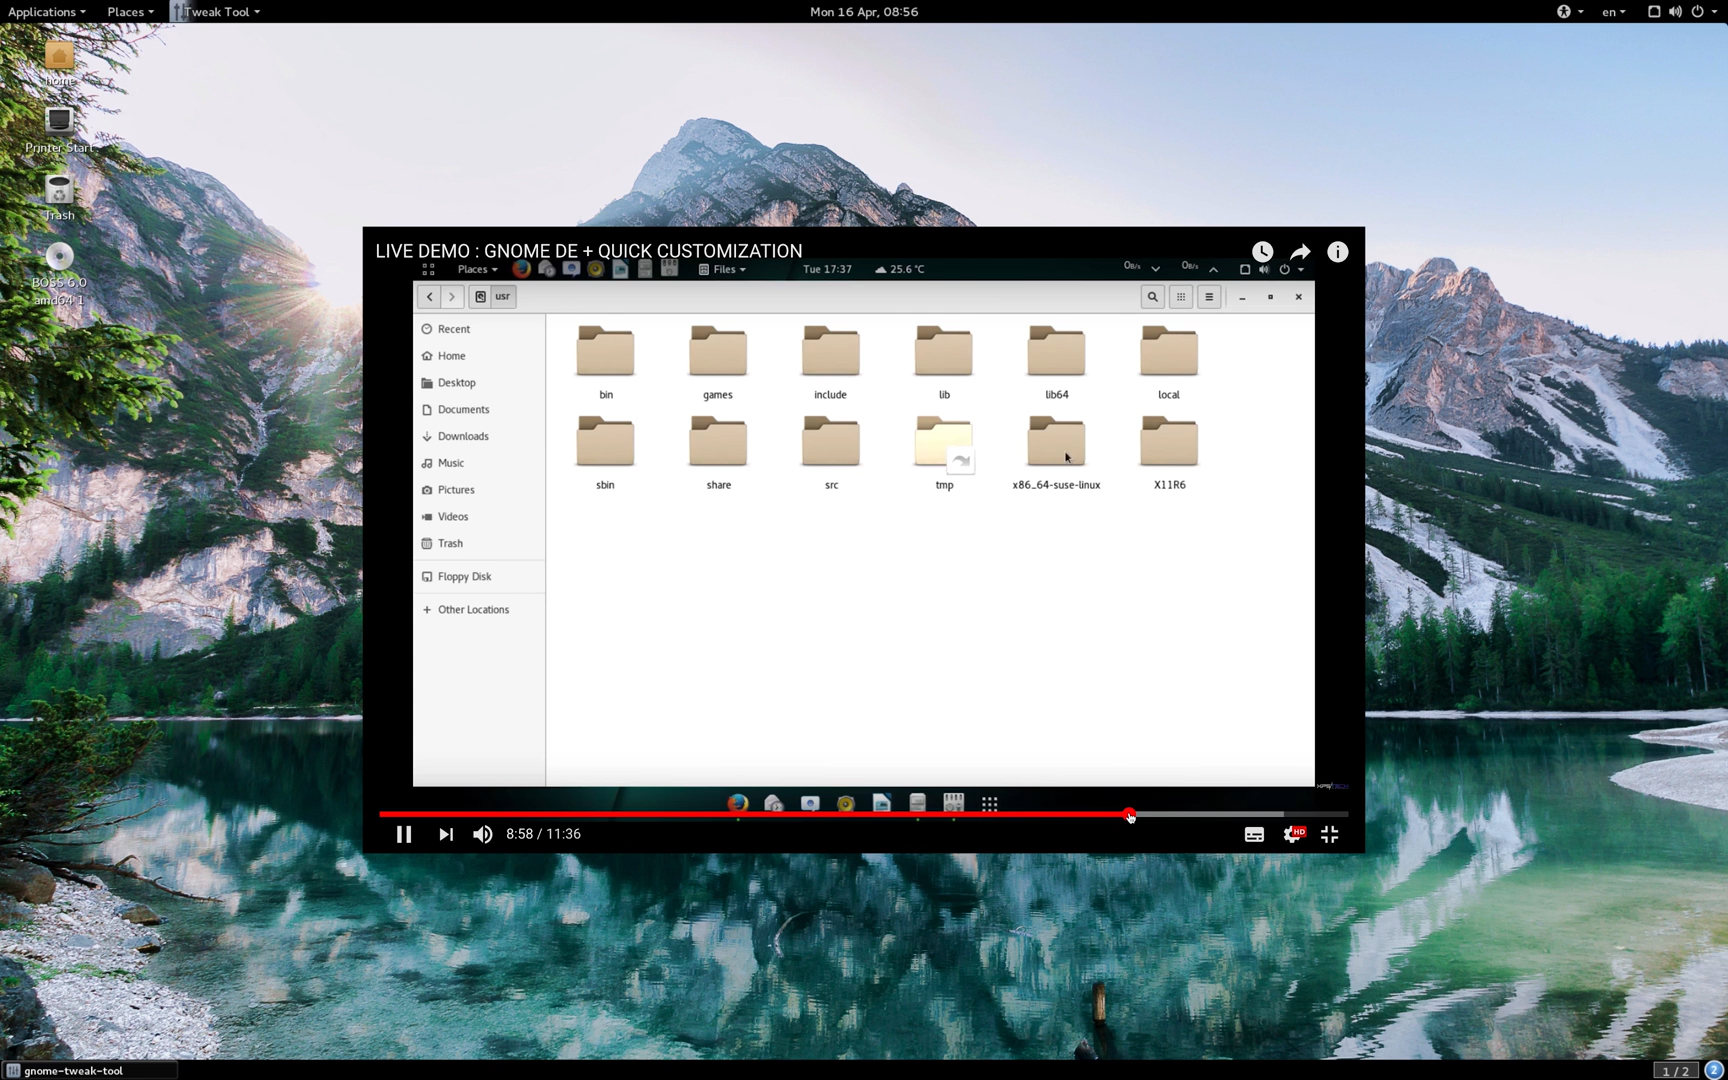 Applications Places Tweak Tool Mon 16 Apr, 08:56 en
home
Printer Start
Trash
BOSS 6.0
amd64 1
LIVE DEMO : GNOME DE + QUICK CUSTOMIZATION
Places Files Tue 17:37 25.6 °C 0B/s 0B/s
usr
Recent
Home
Desktop
Documents
Downloads
Music
Pictures
Videos
Trash
Floppy Disk
Other Locations
bin games include lib lib64 local
sbin share src tmp x86_64-suse-linux X11R6
8:58 / 11:36 HD
gnome-tweak-tool 1 / 2 2